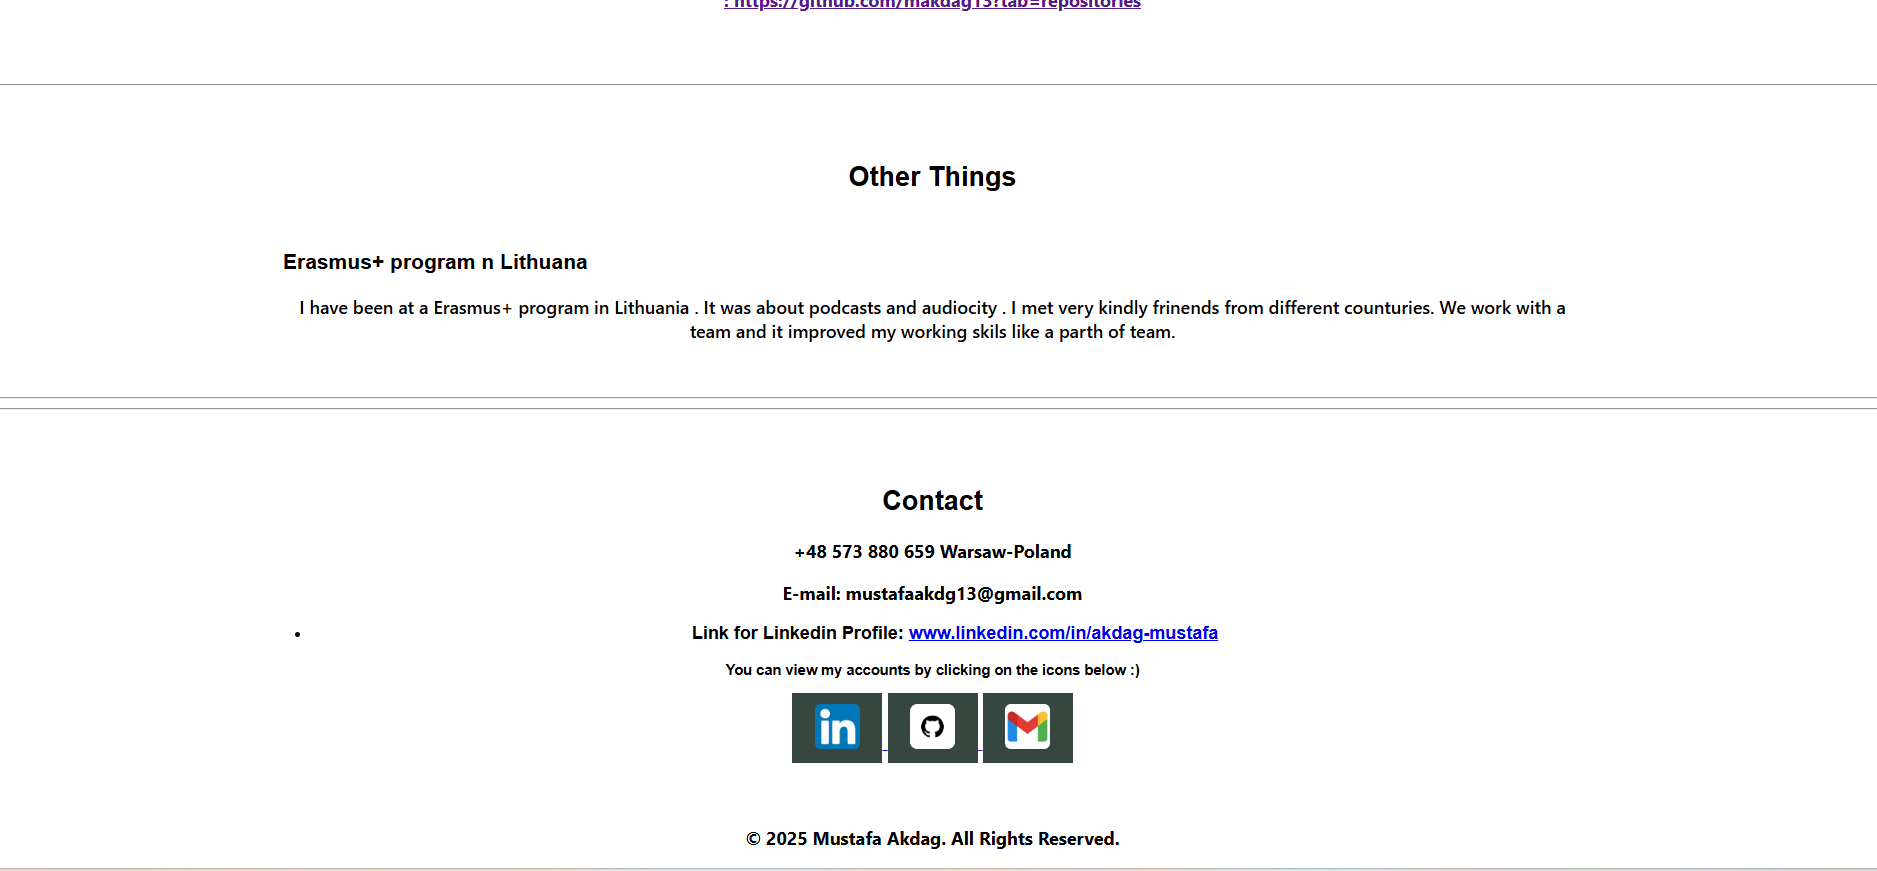 : https://github.com/makdag13?tab=repositories
Other Things
Erasmus+ program n Lithuana
I have been at a Erasmus+ program in Lithuania . It was about podcasts and audiocity . I met very kindly frinends from different counturies. We work with a
team and it improved my working skils like a parth of team.
Contact
+48 573 880 659 Warsaw-Poland
E-mail: mustafaakdg13@gmail.com
• Link for Linkedin Profile: www.linkedin.com/in/akdag-mustafa
You can view my accounts by clicking on the icons below :)
in
© 2025 Mustafa Akdag. All Rights Reserved.